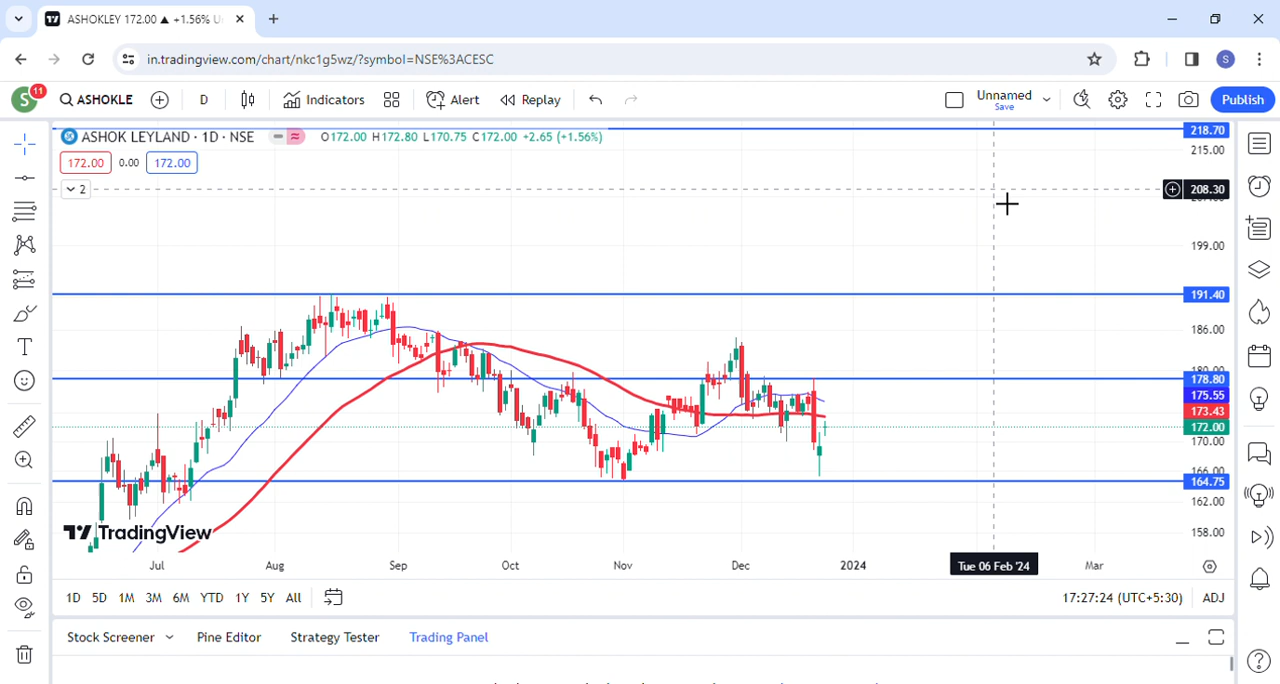 ASHOKLEY 172.00 ▲ +1.56%
in.tradingview.com/chart/nkc1g5wz/?symbol=NSE%3ACESC
S
S
11
ASHOKLE
D
Indicators
Alert
Replay
Unnamed
Save
Publish
ASHOK LEYLAND · 1D · NSE
O172.00 H172.80 L170.75 C172.00 +2.65 (+1.56%)
172.00 0.00 172.00
2
218.70
215.00
208.30
199.00
191.40
186.00
178.80
175.55
173.43
172.00
170.00
166.00
164.75
162.00
158.00
TradingView
Jul Aug Sep Oct Nov Dec 2024 Tue 06 Feb '24 Mar
1D 5D 1M 3M 6M YTD 1Y 5Y All 17:27:24 (UTC+5:30) ADJ
Stock Screener Pine Editor Strategy Tester Trading Panel